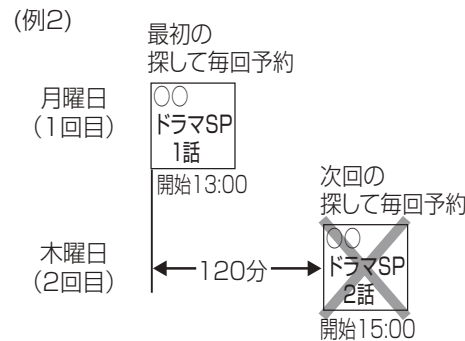 (例2)
最初の
探して毎回予約
月曜日
(1回目)
○○
ドラマSP
1話
開始13:00
次回の
探して毎回予約
木曜日
(2回目)
120分
○○
ドラマSP
2話
開始15:00